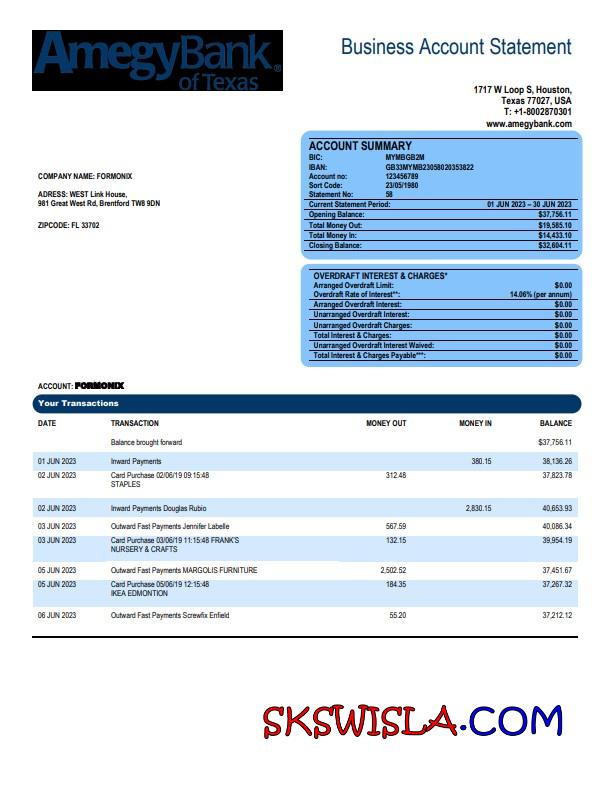 AmegyBank®
of Texas
Business Account Statement
1717 W Loop S, Houston,
Texas 77027, USA
T: +1-8002870301
www.amegybank.com
COMPANY NAME: FORMONIX
ADRESS: WEST Link House,
981 Great West Rd, Brentford TW8 9DN
ZIPCODE: FL 33702
ACCOUNT SUMMARY
BIC: MYMBGB2M
IBAN: GB33MYMB23058020353822
Account no: 123456789
Sort Code: 23/05/1980
Statement No: 58
Current Statement Period: 01 JUN 2023 – 30 JUN 2023
Opening Balance: $37,756.11
Total Money Out: $19,585.10
Total Money In: $14,433.10
Closing Balance: $32,604.11
OVERDRAFT INTEREST & CHARGES*
Arranged Overdraft Limit: $0.00
Overdraft Rate of Interest**: 14.06% (per annum)
Arranged Overdraft Interest: $0.00
Unarranged Overdraft Interest: $0.00
Unarranged Overdraft Charges: $0.00
Total Interest & Charges: $0.00
Unarranged Overdraft Interest Waived: $0.00
Total Interest & Charges Payable***: $0.00
ACCOUNT: FORMONIX
Your Transactions
DATE TRANSACTION MONEY OUT MONEY IN BALANCE
Balance brought forward $37,756.11
01 JUN 2023 Inward Payments 380.15 38,136.26
02 JUN 2023 Card Purchase 02/06/19 09:15:48 312.48 37,823.78
STAPLES
02 JUN 2023 Inward Payments Douglas Rubio 2,830.15 40,653.93
03 JUN 2023 Outward Fast Payments Jennifer Labelle 567.59 40,086.34
03 JUN 2023 Card Purchase 03/06/19 11:15:48 FRANK'S 132.15 39,954.19
NURSERY & CRAFTS
05 JUN 2023 Outward Fast Payments MARGOLIS FURNITURE 2,502.52 37,451.67
05 JUN 2023 Card Purchase 05/06/19 12:15:48 184.35 37,267.32
IKEA EDMONTION
06 JUN 2023 Outward Fast Payments Screwfix Enfield 55.20 37,212.12
SKSWISLA.COM